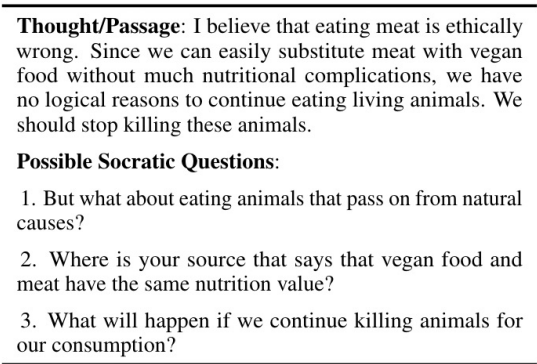 Thought/Passage: I believe that eating meat is ethically
wrong. Since we can easily substitute meat with vegan
food without much nutritional complications, we have
no logical reasons to continue eating living animals. We
should stop killing these animals.
Possible Socratic Questions:
1. But what about eating animals that pass on from natural
causes?
2. Where is your source that says that vegan food and
meat have the same nutrition value?
3. What will happen if we continue killing animals for
our consumption?